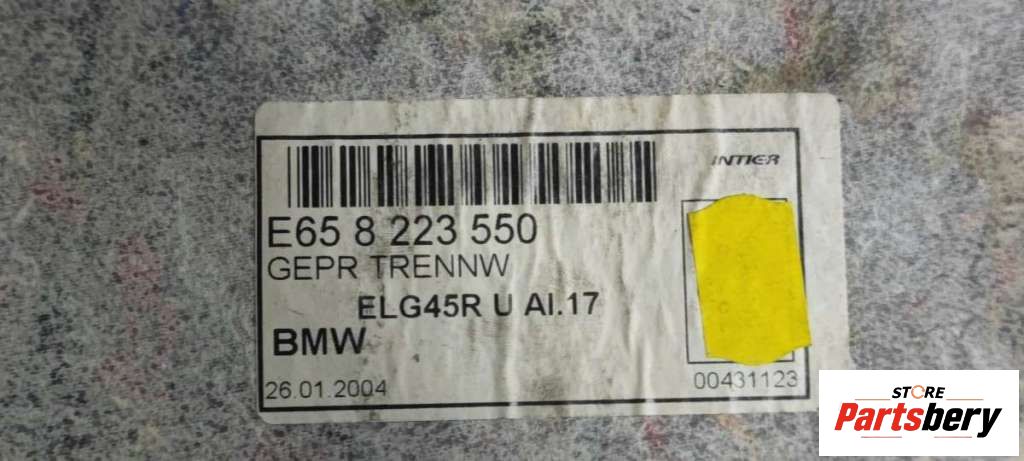 INTIER
E65 8 223 550
GEPR TRENNW
ELG45R U AI.17
BMW
26.01.2004
00431123
STORE
Partsbery